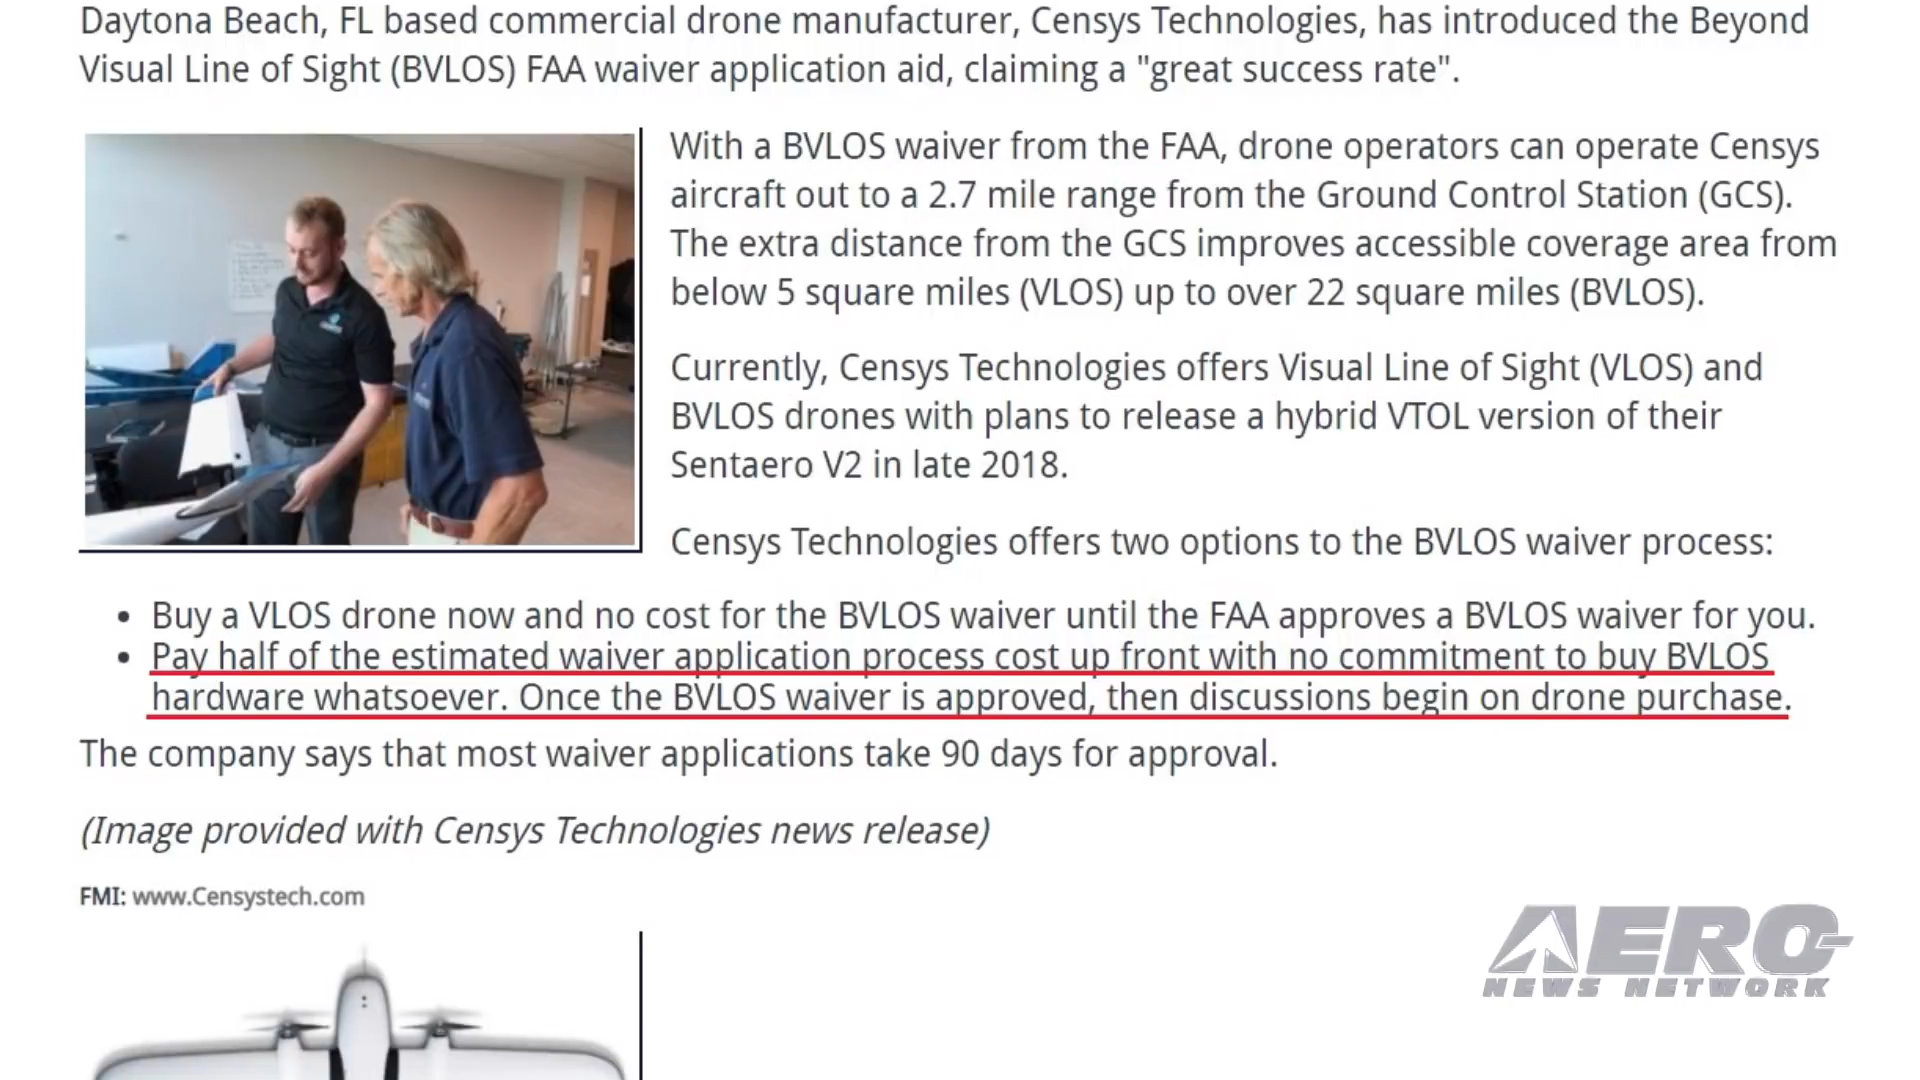 Daytona Beach, FL based commercial drone manufacturer, Censys Technologies, has introduced the Beyond
Visual Line of Sight (BVLOS) FAA waiver application aid, claiming a "great success rate".
With a BVLOS waiver from the FAA, drone operators can operate Censys
aircraft out to a 2.7 mile range from the Ground Control Station (GCS).
The extra distance from the GCS improves accessible coverage area from
below 5 square miles (VLOS) up to over 22 square miles (BVLOS).
Currently, Censys Technologies offers Visual Line of Sight (VLOS) and
BVLOS drones with plans to release a hybrid VTOL version of their
Sentaero V2 in late 2018.
Censys Technologies offers two options to the BVLOS waiver process:
• Buy a VLOS drone now and no cost for the BVLOS waiver until the FAA approves a BVLOS waiver for you.
• Pay half of the estimated waiver application process cost up front with no commitment to buy BVLOS
hardware whatsoever. Once the BVLOS waiver is approved, then discussions begin on drone purchase.
The company says that most waiver applications take 90 days for approval.
(Image provided with Censys Technologies news release)
FMI: www.Censystech.com
AERO-
NEWS NETWORK